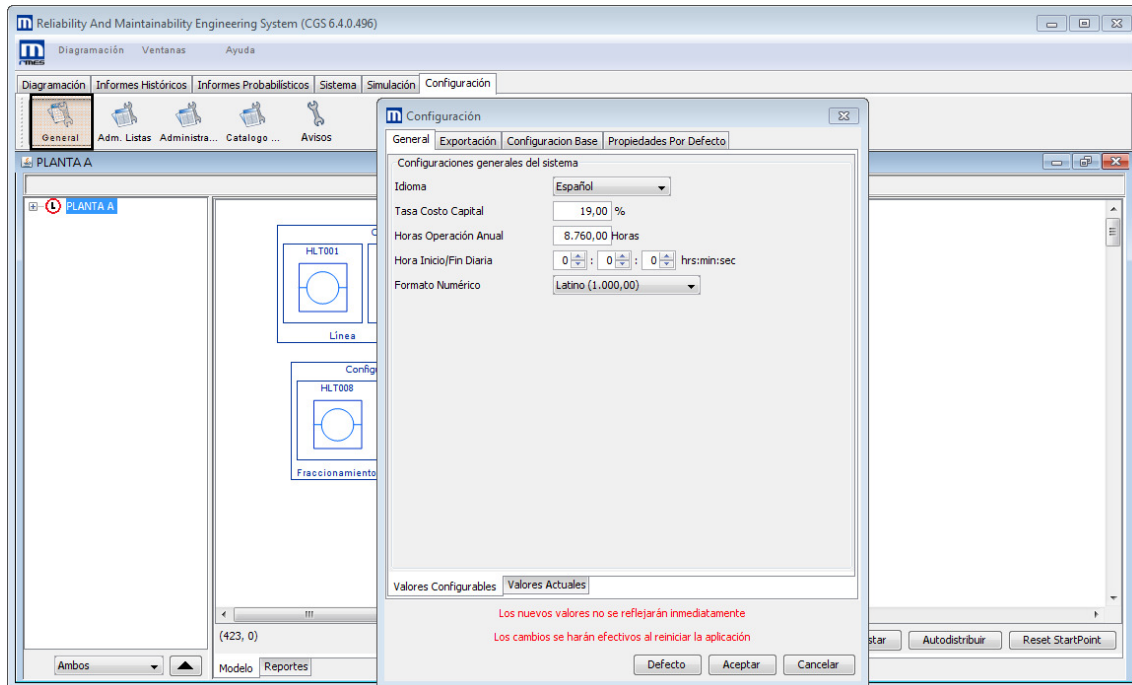 Reliability And Maintainability Engineering System (CGS 6.4.0.496)
Diagramación Ventanas Ayuda
Diagramación Informes Históricos Informes Probabilísticos Sistema Simulación Configuración
General Adm. Listas Administra... Catalogo ... Avisos
PLANTA A
PLANTA A
HLT001
Línea
HLT008
Fraccionamiento
Configuración
General Exportación Configuracion Base Propiedades Por Defecto
Configuraciones generales del sistema
Idioma Español
Tasa Costo Capital 19,00 %
Horas Operación Anual 8.760,00 Horas
Hora Inicio/Fin Diaria 0 : 0 : 0 hrs:min:sec
Formato Numérico Latino (1.000,00)
Valores Configurables Valores Actuales
Los nuevos valores no se reflejarán inmediatamente
Los cambios se harán efectivos al reiniciar la aplicación
Defecto Aceptar Cancelar
(423, 0)
Autodistribuir Reset StartPoint
Ambos
Modelo Reportes